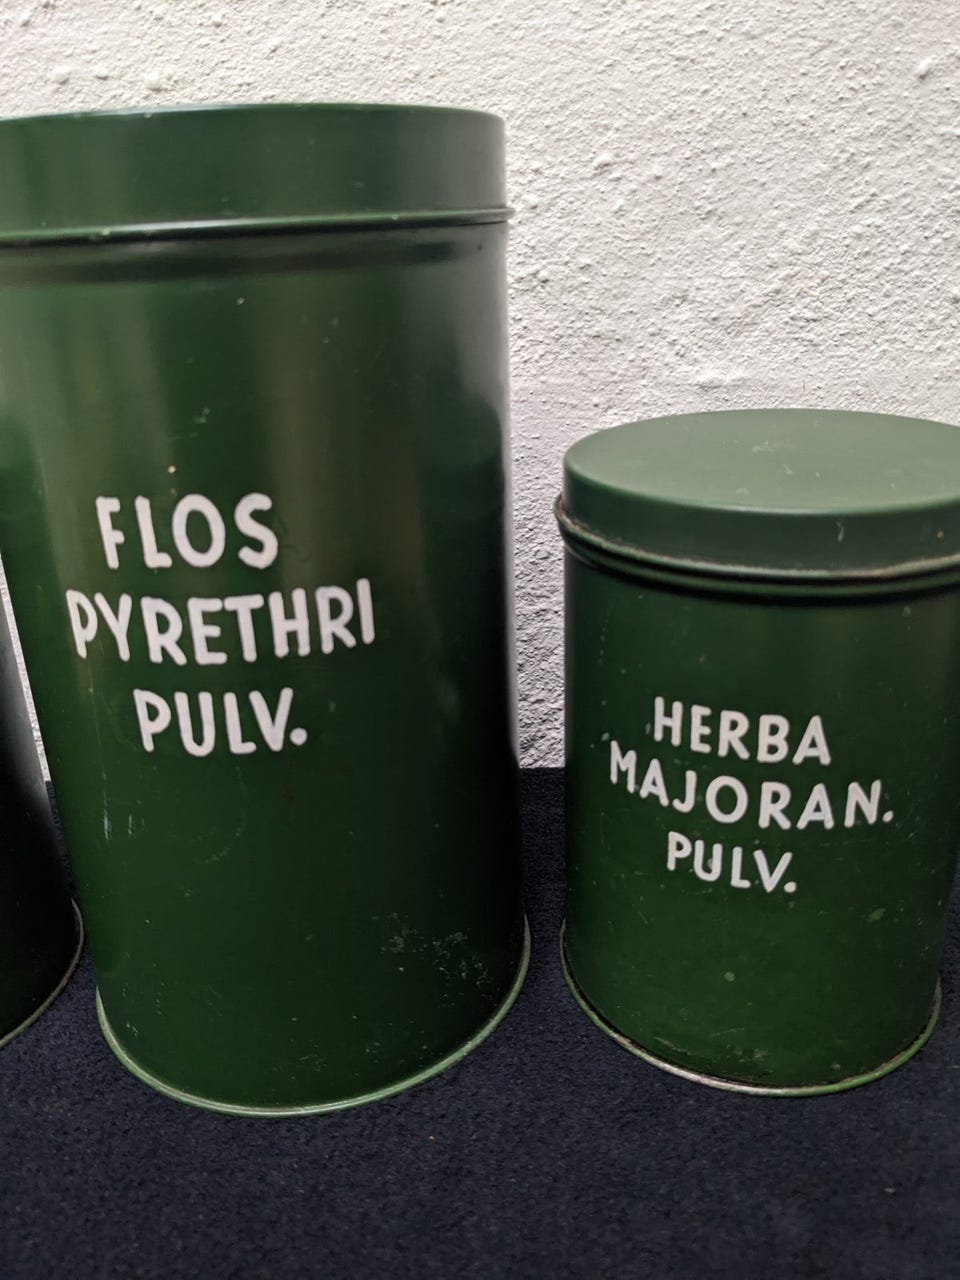 FLOS
PYRETHRI
PULV.
HERBA
MAJORAN.
PULV.